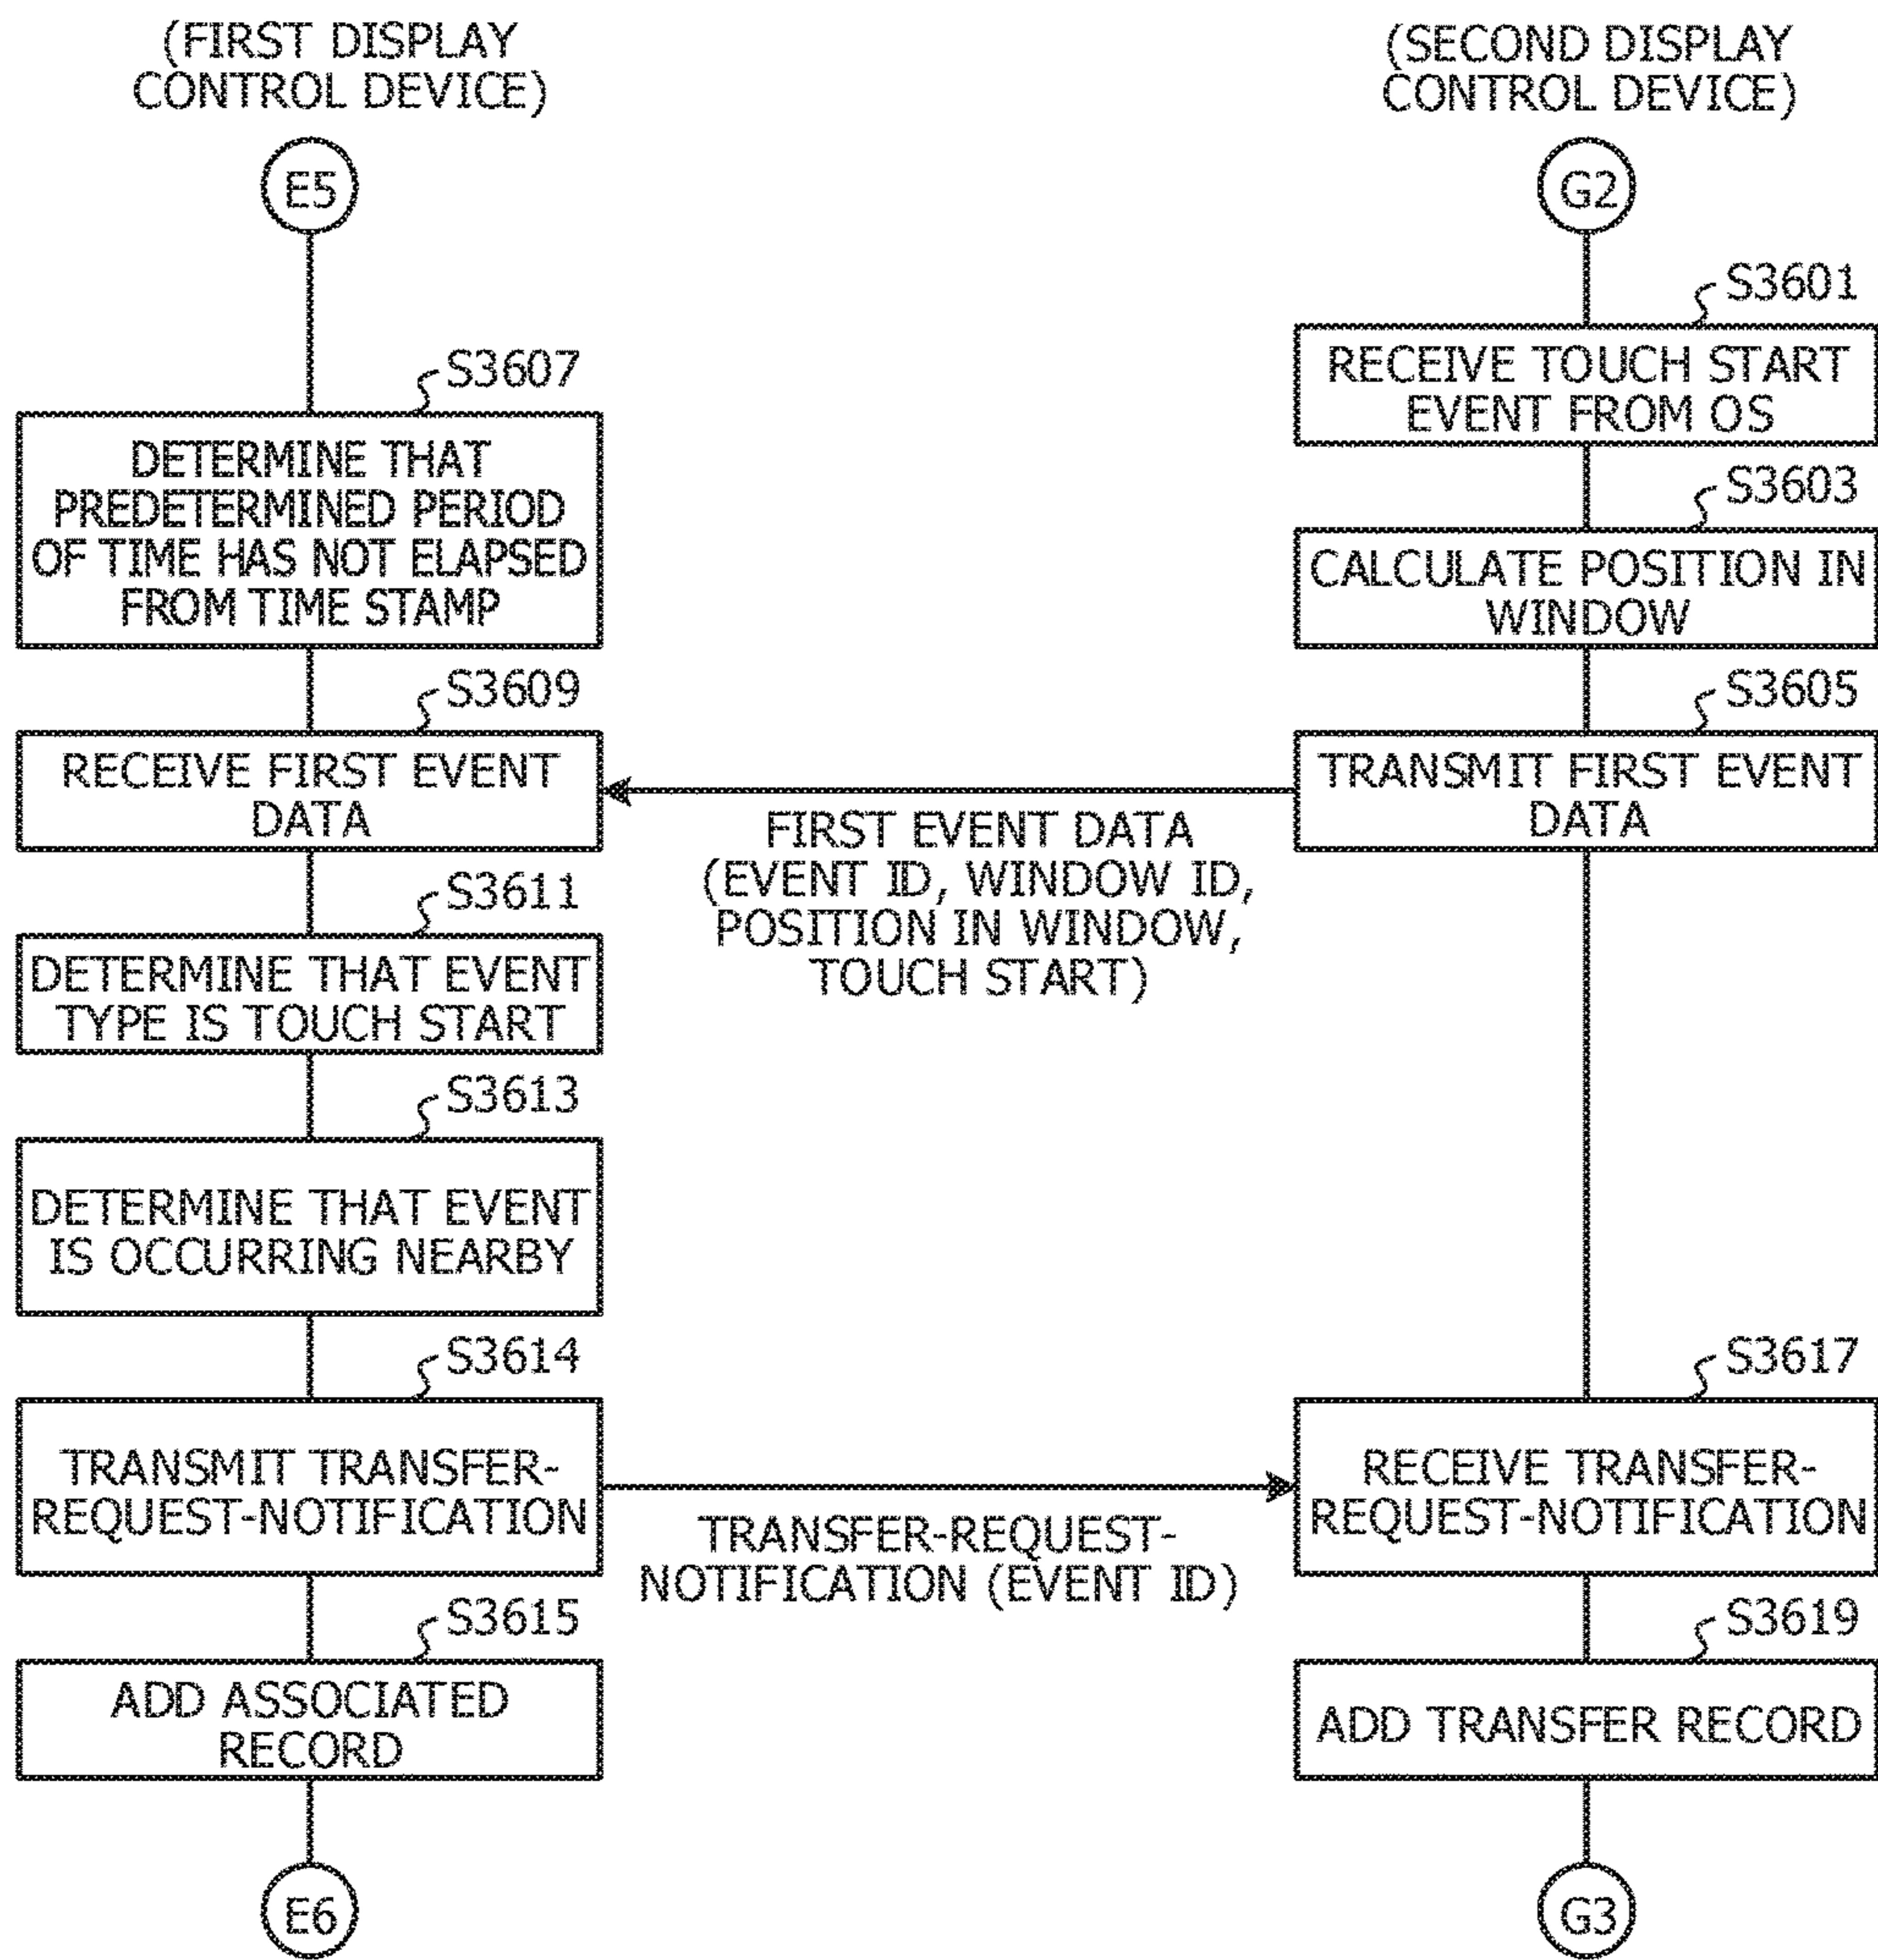 (FIRST DISPLAY
CONTROL DEVICE)
E5
S3607
DETERMINE THAT
PREDETERMINED PERIOD
OF TIME HAS NOT ELAPSED
FROM TIME STAMP
S3609
RECEIVE FIRST EVENT
DATA
S3611
DETERMINE THAT EVENT
TYPE IS TOUCH START
S3613
DETERMINE THAT EVENT
IS OCCURRING NEARBY
S3614
TRANSMIT TRANSFER-
REQUEST-NOTIFICATION
S3615
ADD ASSOCIATED
RECORD
E6
FIRST EVENT DATA
(EVENT ID, WINDOW ID,
POSITION IN WINDOW,
TOUCH START)
TRANSFER-REQUEST-
NOTIFICATION (EVENT ID)
(SECOND DISPLAY
CONTROL DEVICE)
G2
S3601
RECEIVE TOUCH START
EVENT FROM OS
S3603
CALCULATE POSITION IN
WINDOW
S3605
TRANSMIT FIRST EVENT
DATA
S3617
RECEIVE TRANSFER-
REQUEST-NOTIFICATION
S3619
ADD TRANSFER RECORD
G3